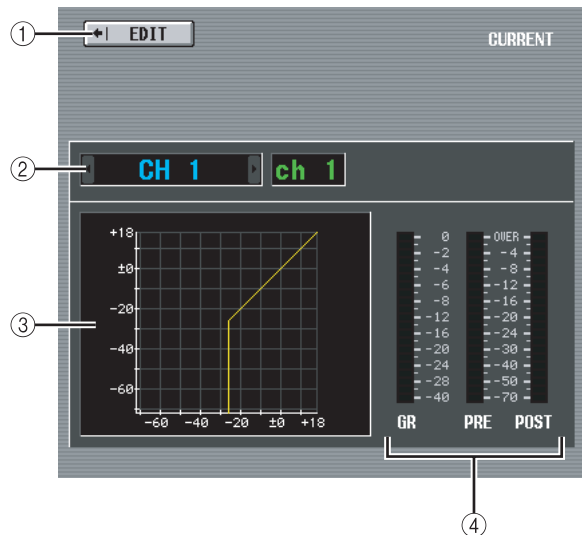 ① EDIT
CURRENT
② CH 1 ch 1
③
+18
±0
-20
-40
-60
-60 -40 -20 ±0 +18
0 OVER
-2 -4
-4 -8
-6 -12
-8 -16
-12 -20
-16 -24
-20 -30
-24 -40
-28 -50
-40 -70
GR PRE POST
④